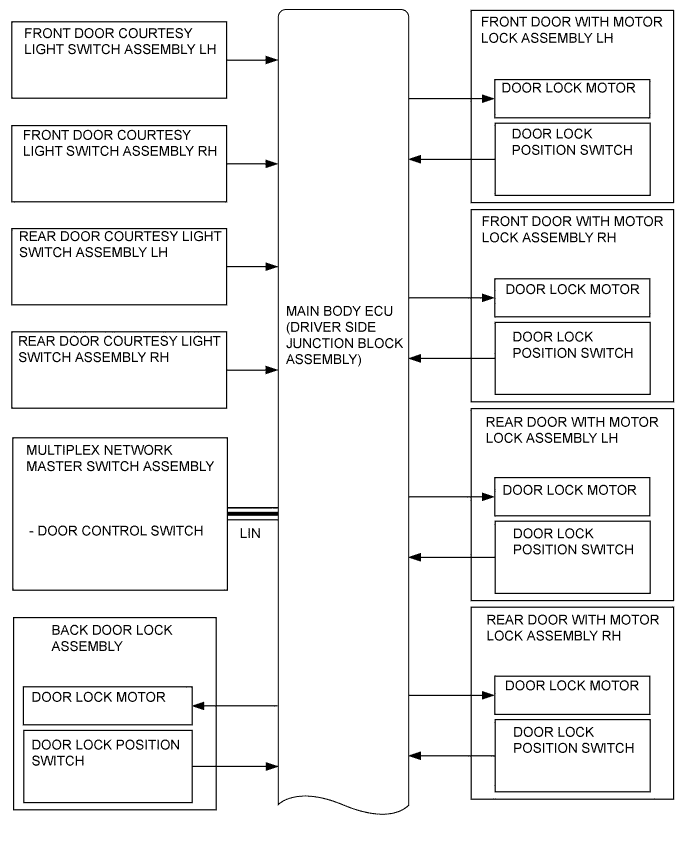 FRONT DOOR COURTESY
LIGHT SWITCH ASSEMBLY LH
FRONT DOOR COURTESY
LIGHT SWITCH ASSEMBLY RH
REAR DOOR COURTESY LIGHT
SWITCH ASSEMBLY LH
REAR DOOR COURTESY LIGHT
SWITCH ASSEMBLY RH
MULTIPLEX NETWORK
MASTER SWITCH ASSEMBLY
- DOOR CONTROL SWITCH
LIN
BACK DOOR LOCK
ASSEMBLY
DOOR LOCK MOTOR
DOOR LOCK POSITION
SWITCH
MAIN BODY ECU
(DRIVER SIDE
JUNCTION BLOCK
ASSEMBLY)
FRONT DOOR WITH MOTOR
LOCK ASSEMBLY LH
DOOR LOCK MOTOR
DOOR LOCK
POSITION SWITCH
FRONT DOOR WITH MOTOR
LOCK ASSEMBLY RH
DOOR LOCK MOTOR
DOOR LOCK
POSITION SWITCH
REAR DOOR WITH MOTOR
LOCK ASSEMBLY LH
DOOR LOCK MOTOR
DOOR LOCK
POSITION SWITCH
REAR DOOR WITH MOTOR
LOCK ASSEMBLY RH
DOOR LOCK MOTOR
DOOR LOCK
POSITION SWITCH